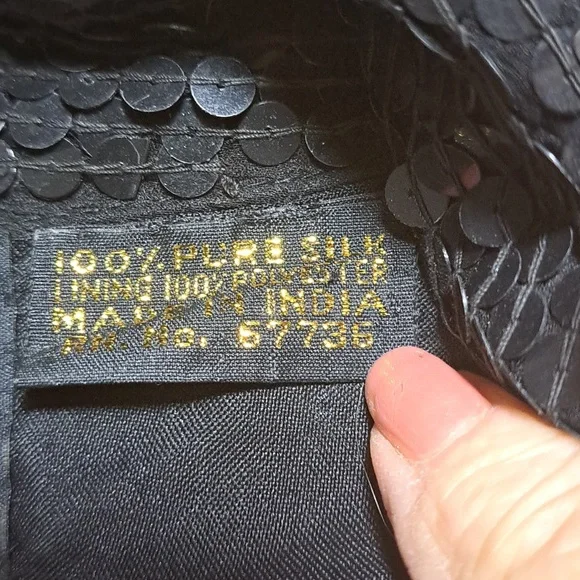 100% PURE SILK
LINING 100% POLYESTER
MADE IN INDIA
RN. No. 67736